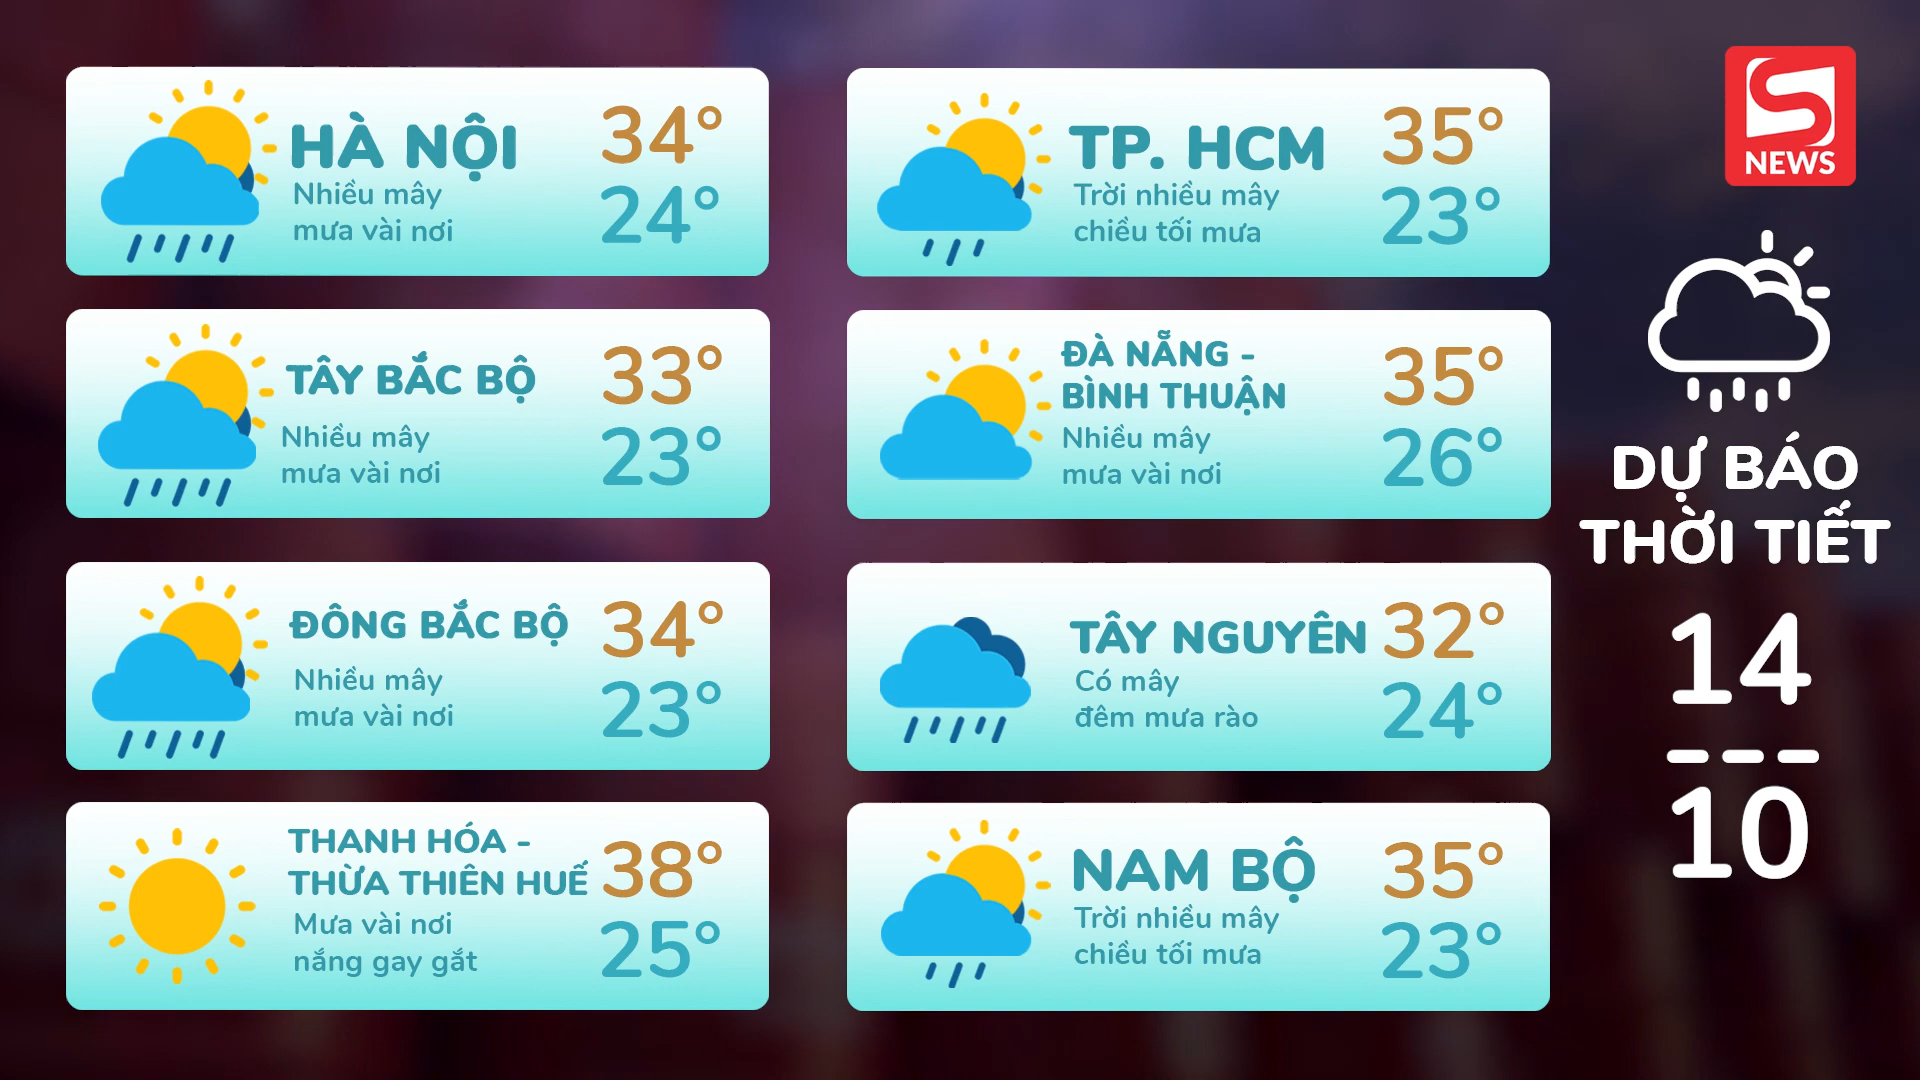 HÀ NỘI
Nhiều mây
mưa vài nơi
34°
24°
TP. HCM
Trời nhiều mây
chiều tối mưa
35°
23°
TÂY BẮC BỘ
Nhiều mây
mưa vài nơi
33°
23°
ĐÀ NẴNG -
BÌNH THUẬN
Nhiều mây
mưa vài nơi
35°
26°
ĐÔNG BẮC BỘ
Nhiều mây
mưa vài nơi
34°
23°
TÂY NGUYÊN
Có mây
đêm mưa rào
32°
24°
THANH HÓA -
THỪA THIÊN HUẾ
Mưa vài nơi
nắng gay gắt
38°
25°
NAM BỘ
Trời nhiều mây
chiều tối mưa
35°
23°
S
NEWS
DỰ BÁO
THỜI TIẾT
14
10